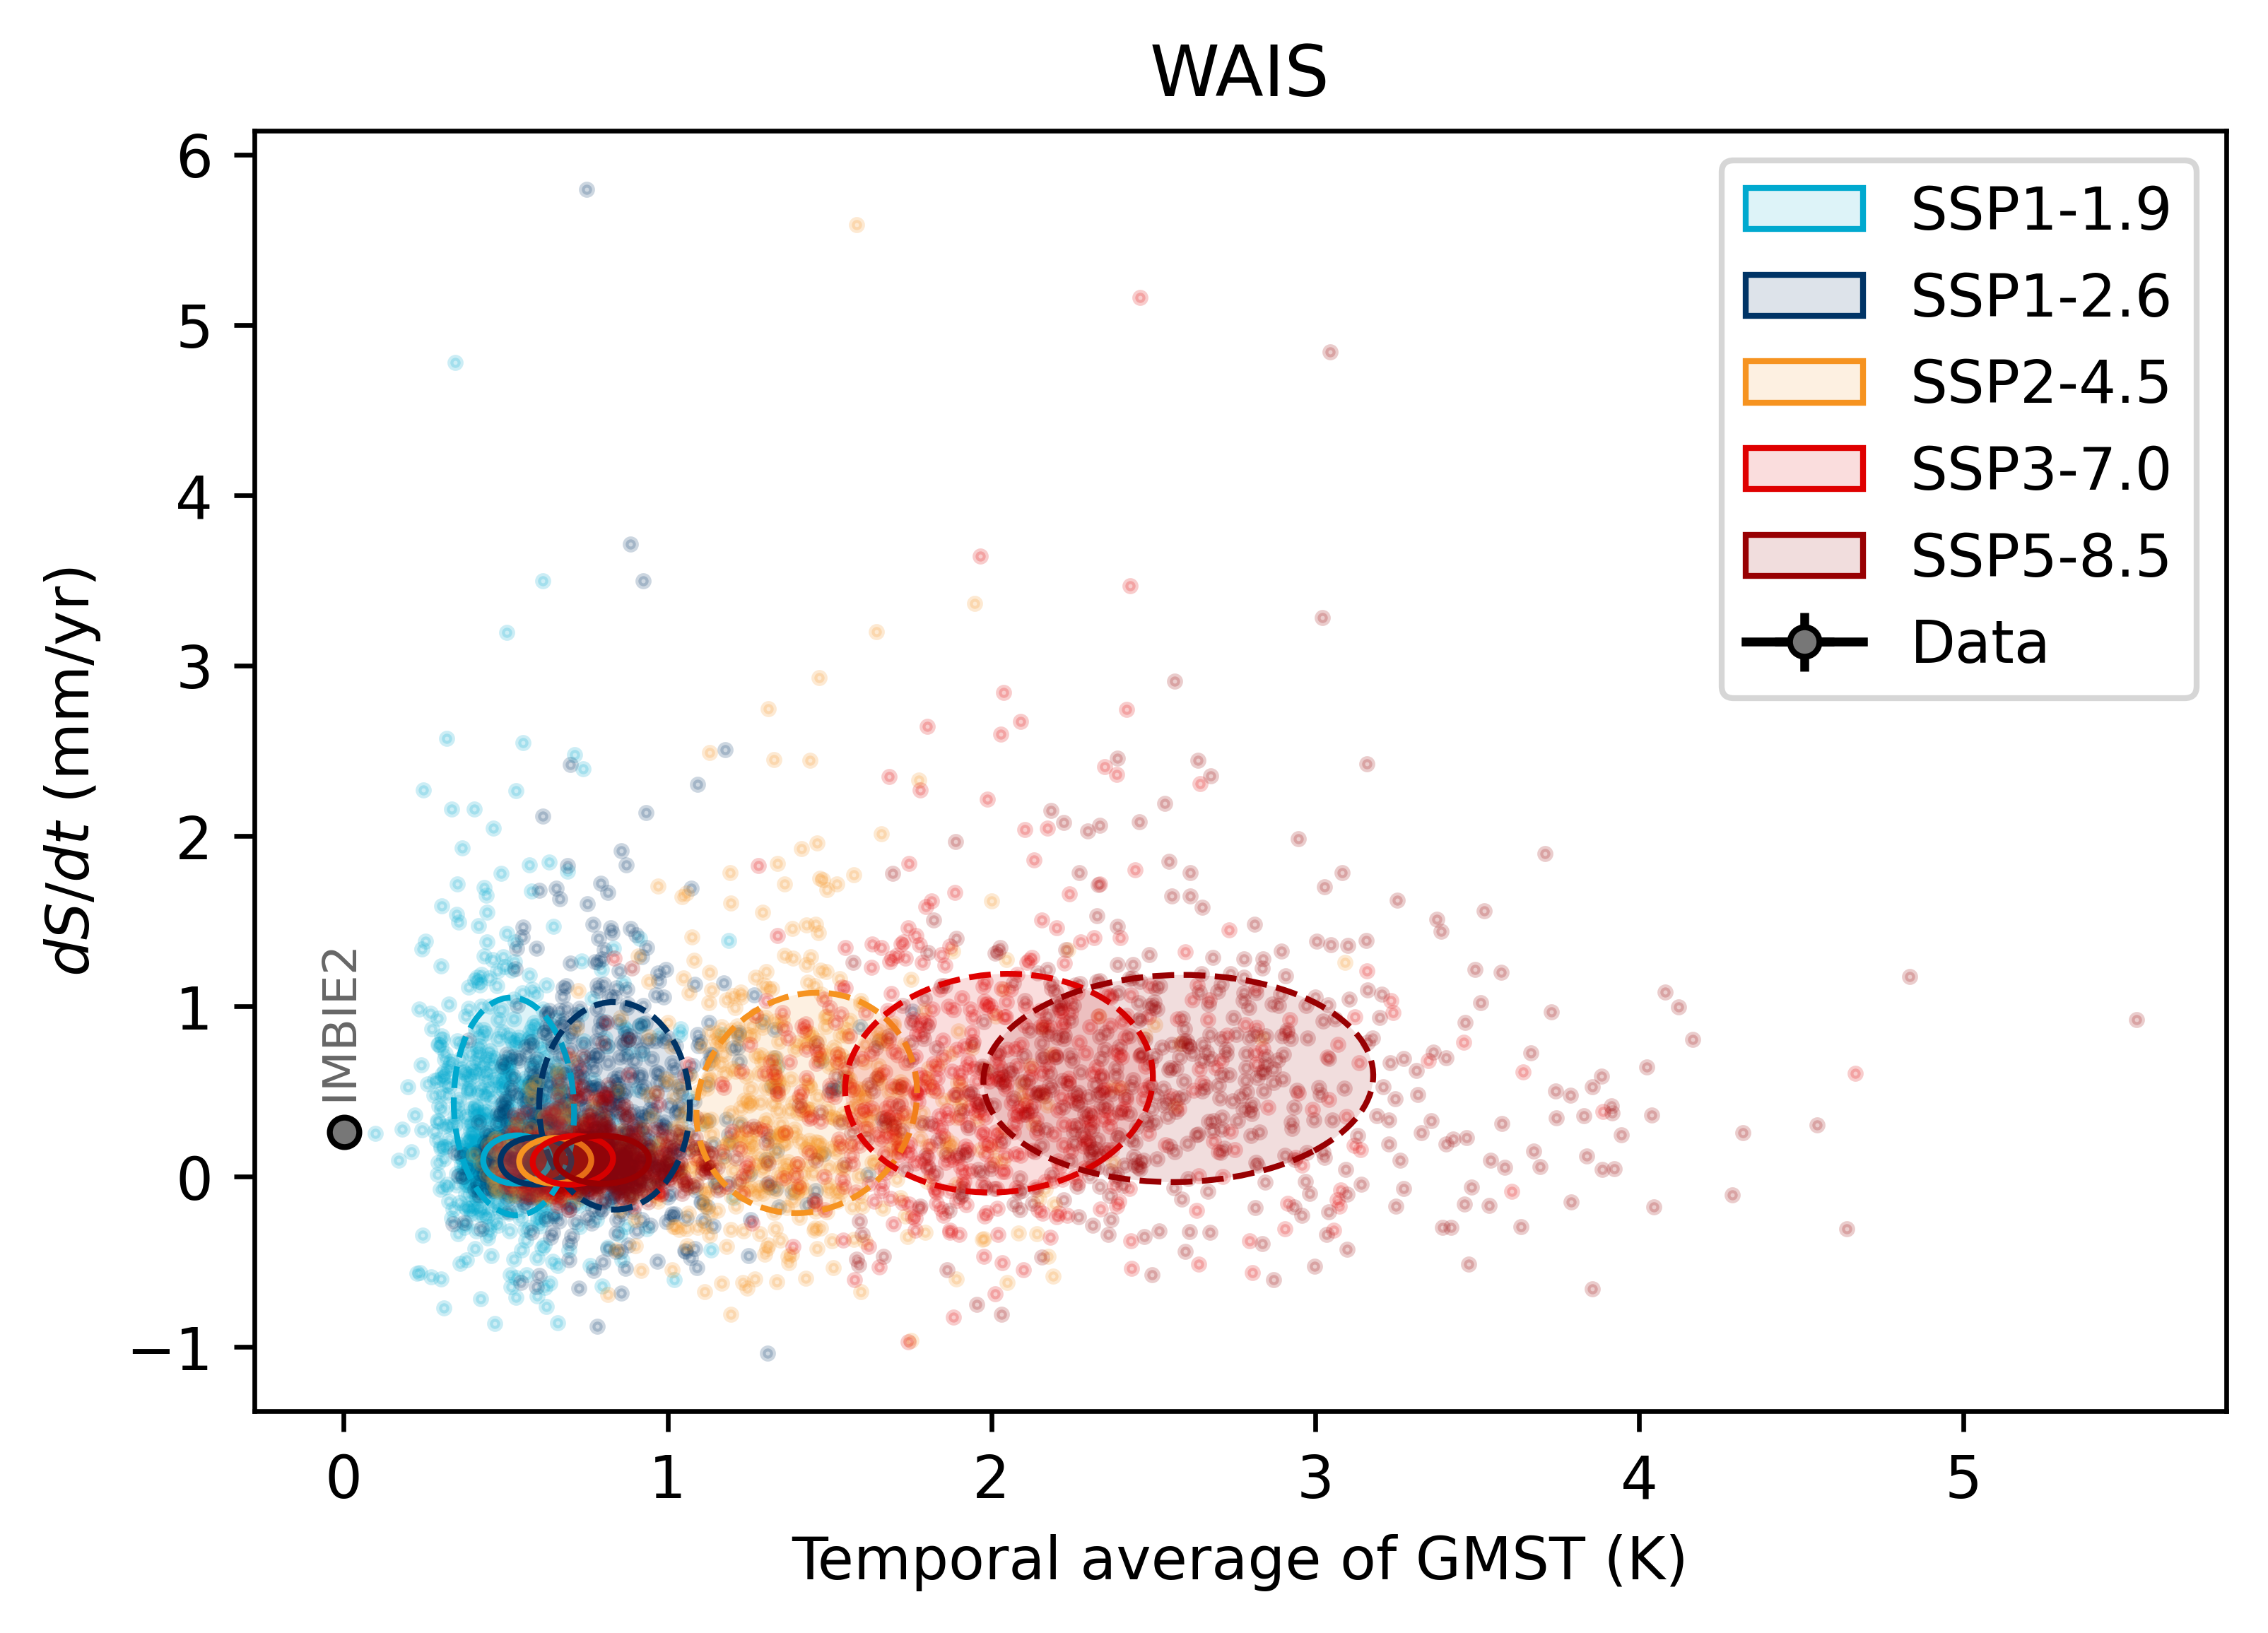 WAIS
6
5
4
3
2
1
0
−1
dS/dt (mm/yr)
IMBIE2
SSP1-1.9
SSP1-2.6
SSP2-4.5
SSP3-7.0
SSP5-8.5
Data
0 1 2 3 4 5
Temporal average of GMST (K)